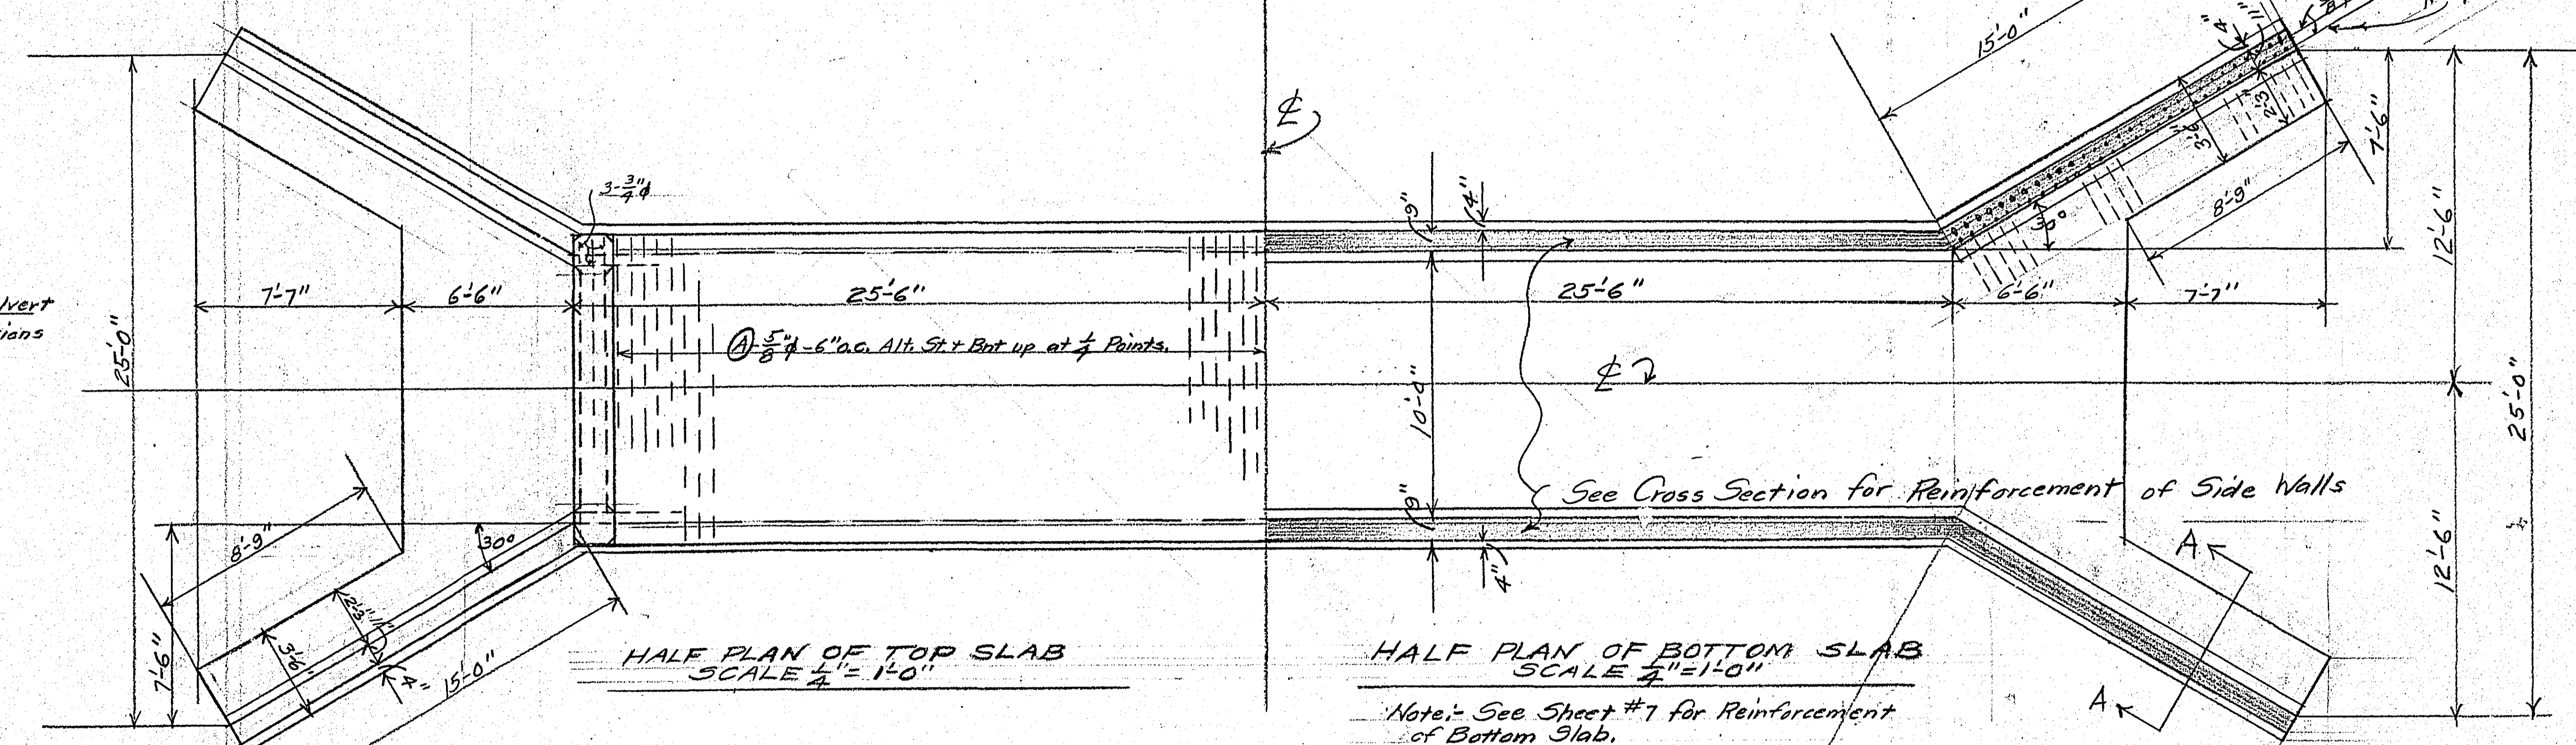 lvert
ions
25'-0"
7'-7"
6'-6"
3-3/4"ϕ
25'-6"
Ⓐ-5/8"ϕ-6"o.c. Alt. St. + Bnt up at 1/4 Points.
8'-9"
30°
7'-6"
2'-3"
11"
3'-6"
4"
15'-0"
HALF PLAN OF TOP SLAB
SCALE 1/4" = 1'-0"
℄
9"
4"
25'-6"
10'-0"
℄
See Cross Section for Reinforcement of Side Walls
9"
4"
HALF PLAN OF BOTTOM SLAB
SCALE 1/4" = 1'-0"
Note:- See Sheet #7 for Reinforcement
of Bottom Slab.
15'-0"
4"
11"
2'-3"
3'-6"
30°
8'-9"
6'-6"
7'-7"
7'-6"
12'-6"
25'-0"
12'-6"
A
A